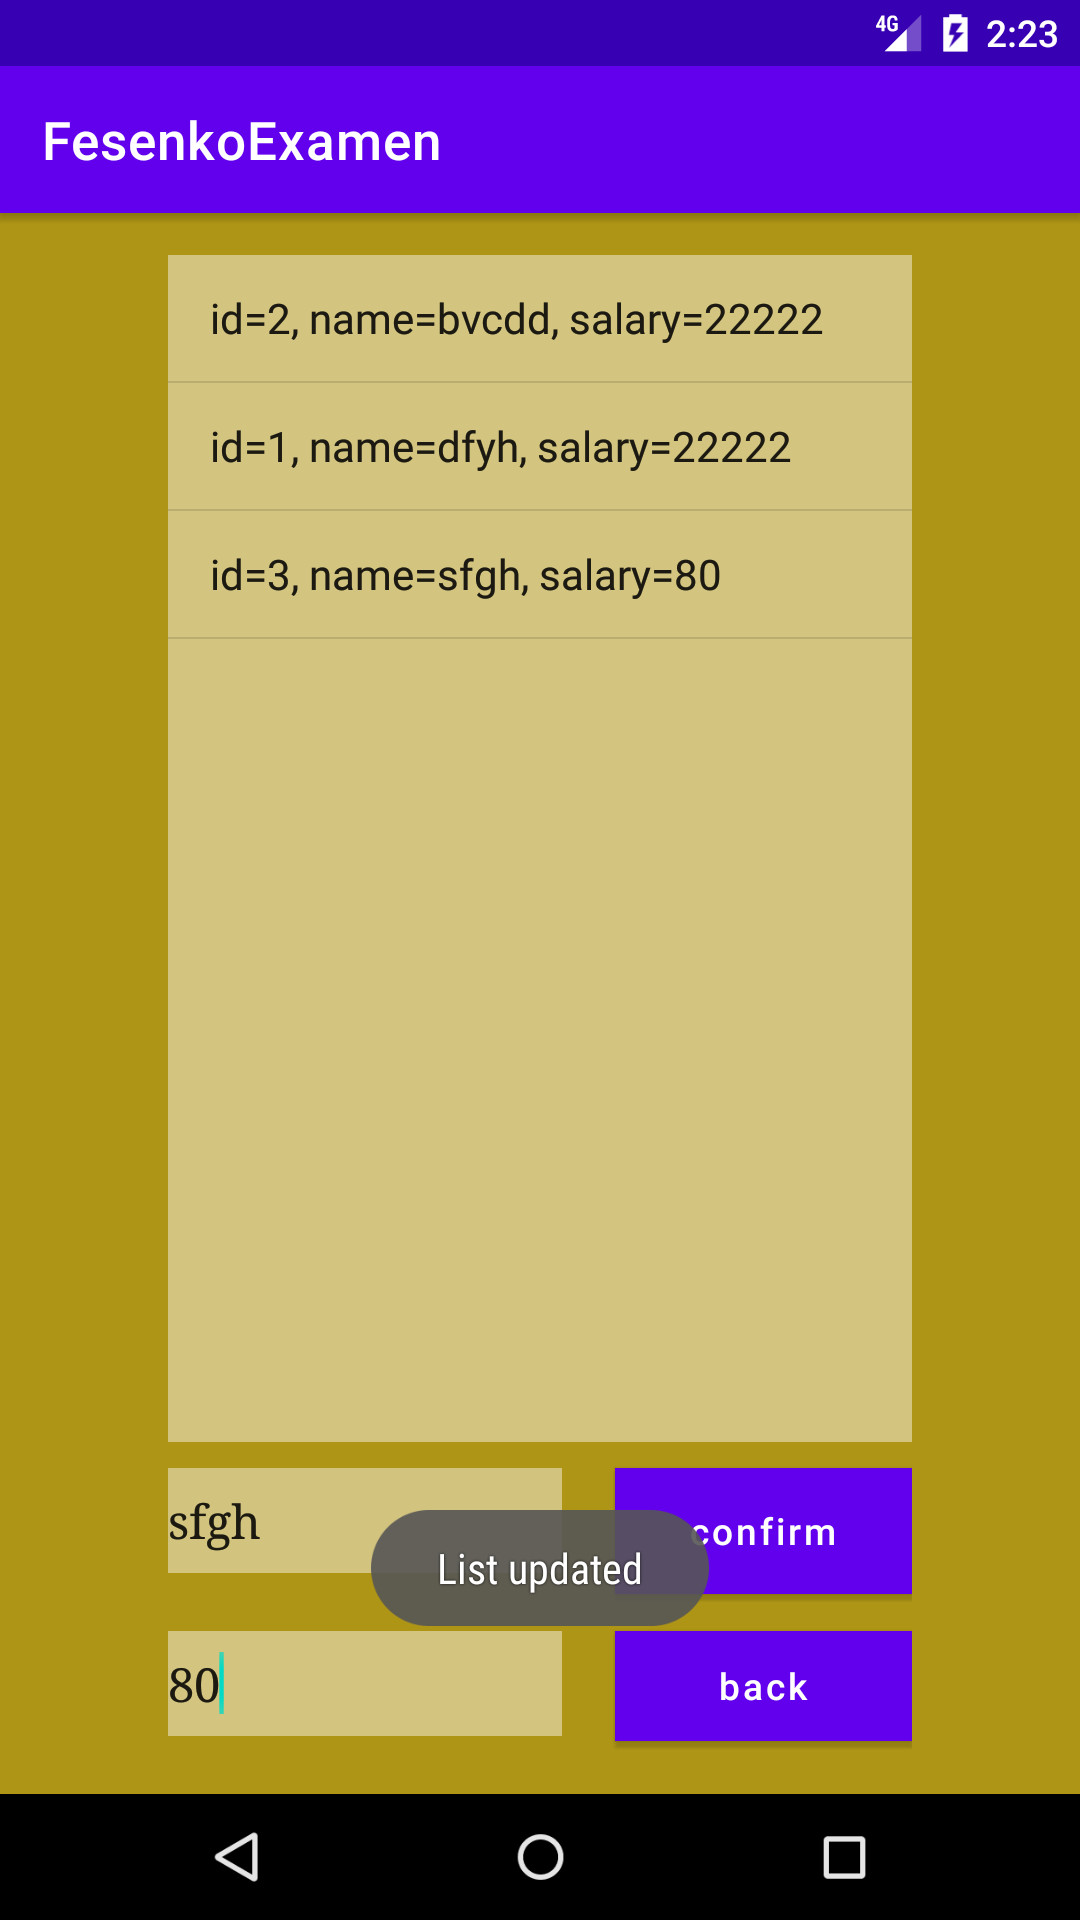 4G 2:23
FesenkoExamen
id=2, name=bvcdd, salary=22222
id=1, name=dfyh, salary=22222
id=3, name=sfgh, salary=80
sfgh
confirm
List updated
80
back